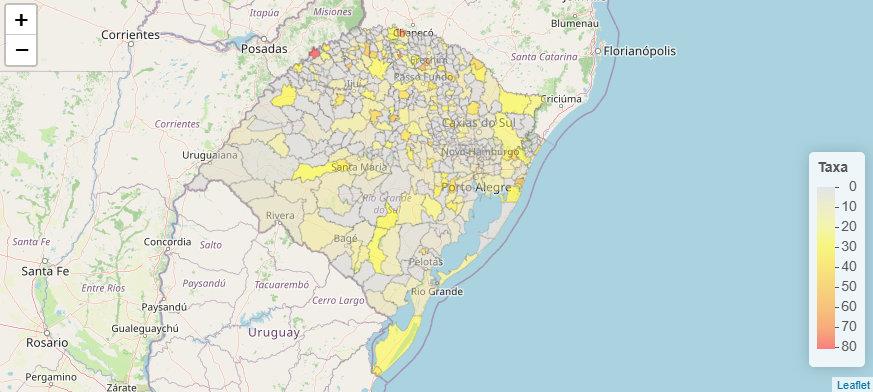 +
−
Itapúa
Misiones
Chapecó
Blumenau
Corrientes
Posadas
Florianópolis
Erechim
Santa Catarina
Passo Fundo
Ijuí
Criciúma
Corrientes
Caxias do Sul
Uruguaiana
Novo Hamburgo
Santa Maria
Porto Alegre
Rio Grande
do Sul
Rivera
Santa Fe
Concordia
Salto
Bagé
Pelotas
Santa Fe
Paysandú
Tacuarembó
Entre Ríos
Cerro Largo
Rio Grande
Paysandú
Gualeguaychú
Uruguay
Rosario
Pergamino
Zárate
Taxa
0
10
20
30
40
50
60
70
80
Leaflet